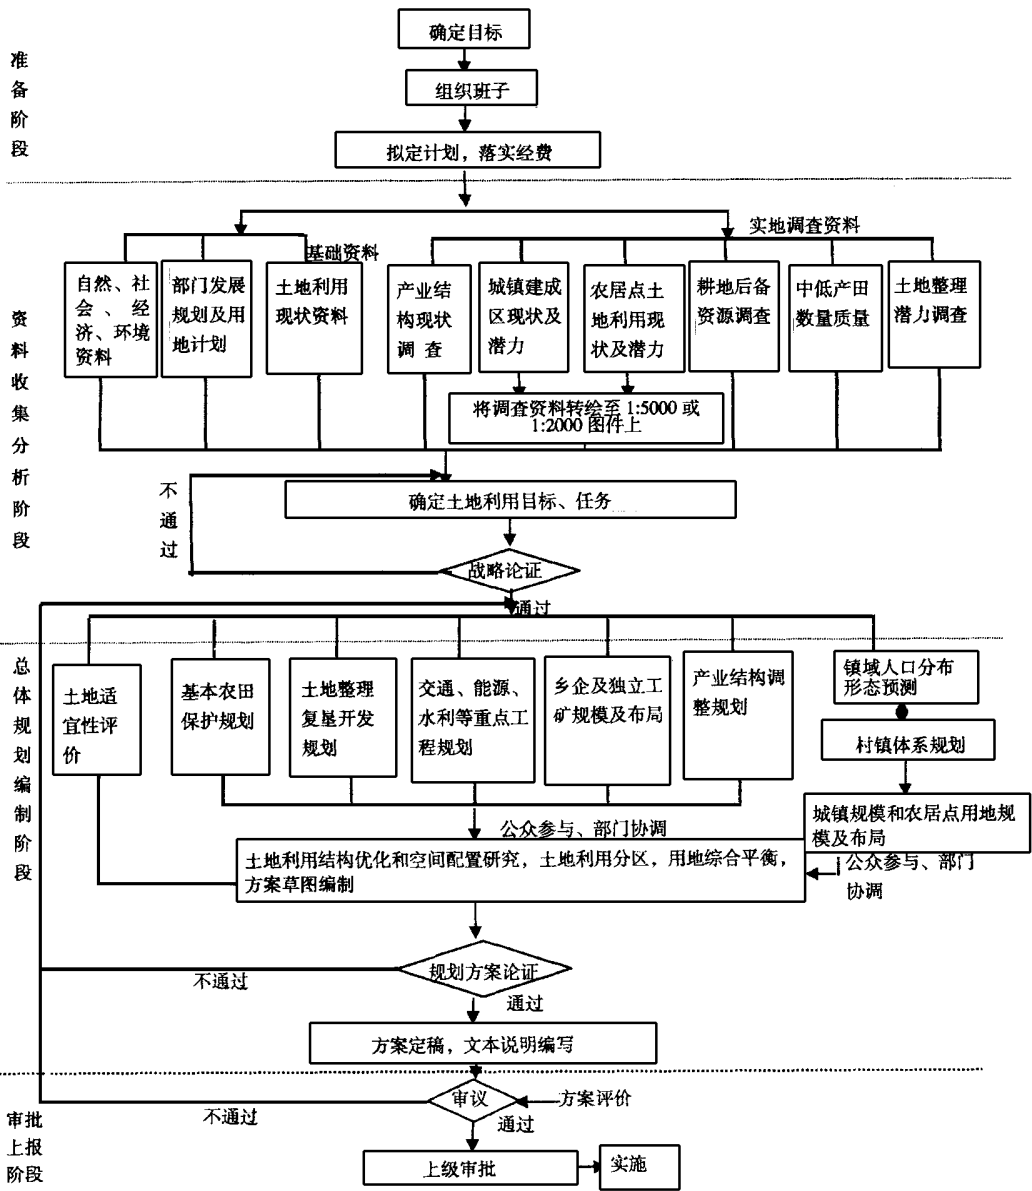 准
备
阶
段
确定目标
组织班子
拟定计划，落实经费
资
料
收
集
分
析
阶
段
实地调查资料
基础资料
自然、社
会、经
济、环境
资料
部门发展
规划及用
地计划
土地利用
现状资料
产业结
构现状
调 查
城镇建成
区现状及
潜力
农居点土
地利用现
状及潜力
耕地后备
资源调查
中低产田
数量质量
土地整理
潜力调查
将调查资料转绘至 1:5000 或
1:2000 图件上
不
通
过
确定土地利用目标、任务
战略论证
通过
总
体
规
划
编
制
阶
段
土地适
宜性评
价
基本农田
保护规划
土地整理
复垦开发
规划
交通、能源、
水利等重点工
程规划
乡企及独立工
矿规模及布局
产业结构调
整规划
镇域人口分布
形态预测
村镇体系规划
城镇规模和农居点用地规
模及布局
公众参与、部门协调
土地利用结构优化和空间配置研究，土地利用分区，用地综合平衡，
方案草图编制
公众参与、部门
协调
规划方案论证
不通过
通过
方案定稿，文本说明编写
审批
上报
阶段
审议
方案评价
不通过
通过
上级审批
实施